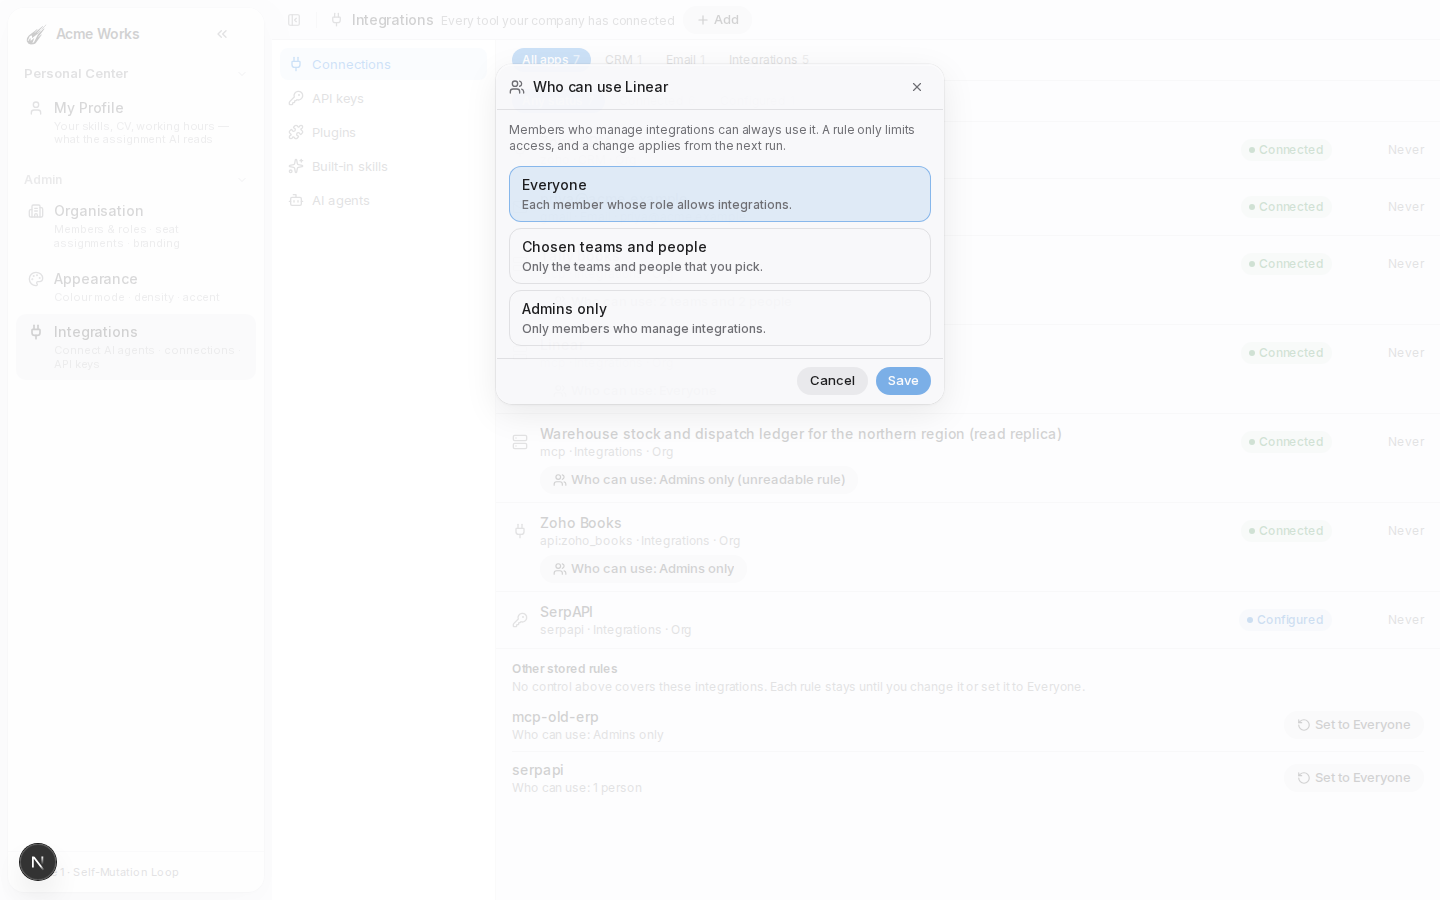 Acme Works
Personal Center
My Profile
Your skills, CV, working hours —
what the assignment AI reads
Admin
Organisation
Members & roles · seat
assignments · branding
Appearance
Colour mode · density · accent
Integrations
Connect AI agents · connections ·
API keys
1 · Self-Mutation Loop
Integrations
Every tool your company has connected
Add
Connections
API keys
Plugins
Built-in skills
AI agents
All apps 7
CRM 1
Email 1
Integrations 5
Who can use Linear
Members who manage integrations can always use it. A rule only limits
access, and a change applies from the next run.
Everyone
Each member whose role allows integrations.
Chosen teams and people
Only the teams and people that you pick.
Admins only
Only members who manage integrations.
Cancel
Save
Connected
Never
Connected
Never
Connected
Never
Connected
Never
Warehouse stock and dispatch ledger for the northern region (read replica)
mcp · Integrations · Org
Connected
Never
Who can use: Admins only (unreadable rule)
Zoho Books
api:zoho_books · Integrations · Org
Connected
Never
Who can use: Admins only
SerpAPI
serpapi · Integrations · Org
Configured
Never
Other stored rules
No control above covers these integrations. Each rule stays until you change it or set it to Everyone.
mcp-old-erp
Who can use: Admins only
Set to Everyone
serpapi
Who can use: 1 person
Set to Everyone